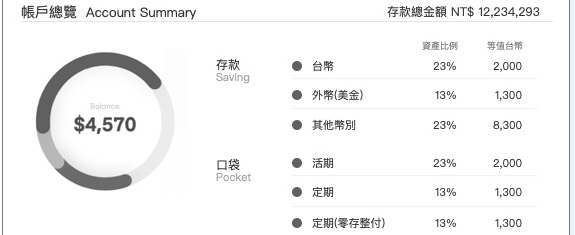 帳戶總覽 Account Summary 存款總金額 NT$ 12,234,293
資產比例 等值台幣
存款 Saving
台幣 23% 2,000
外幣(美金) 13% 1,300
其他幣別 23% 8,300
Balance
$4,570
口袋 Pocket
活期 23% 2,000
定期 13% 1,300
定期(零存整付) 13% 1,300